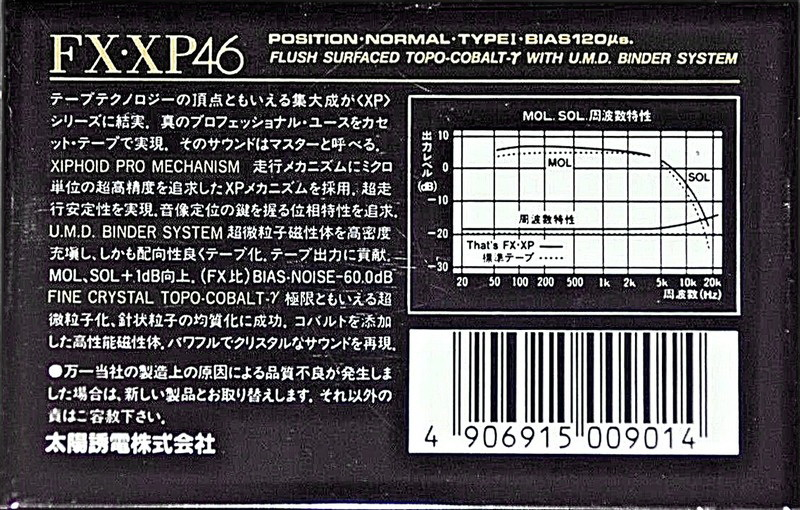 FX·XP46
POSITION·NORMAL·TYPEI·BIAS120μs.
FLUSH SURFACED TOPO-COBALT-γ WITH U.M.D. BINDER SYSTEM
テープテクノロジーの頂点ともいえる集大成が〈XP〉
シリーズに結実。真のプロフェッショナル・ユースをカセ
ット・テープで実現。そのサウンドはマスターと呼べる。
XIPHOID PRO MECHANISM 走行メカニズムにミクロ
単位の超高精度を追求したXPメカニズムを採用。超走
行安定性を実現。音像定位の鍵を握る位相特性を追求。
U.M.D. BINDER SYSTEM 超微粒子磁性体を高密度
充塡し、しかも配向性良くテープ化。テープ出力に貢献。
MOL、SOL+1dB向上。(FX比)BIAS-NOISE-60.0dB
FINE CRYSTAL TOPO-COBALT-γ 極限ともいえる超
微粒子化、針状粒子の均質化に成功。コバルトを添加
した高性能磁性体。パワフルでクリスタルなサウンドを再現。
●万一当社の製造上の原因による品質不良が発生しま
した場合は、新しい製品とお取り替えします。それ以外の
責はご容赦下さい。
太陽誘電株式会社
MOL.SOL.周波数特性
出力レベル
(dB)
10
0
-10
-20
-30
MOL
SOL
周波数特性
That's FX·XP
標準テープ
20 50 100 200 500 1k 2k 5k 10k 20k
周波数(Hz)
4 906915 009014